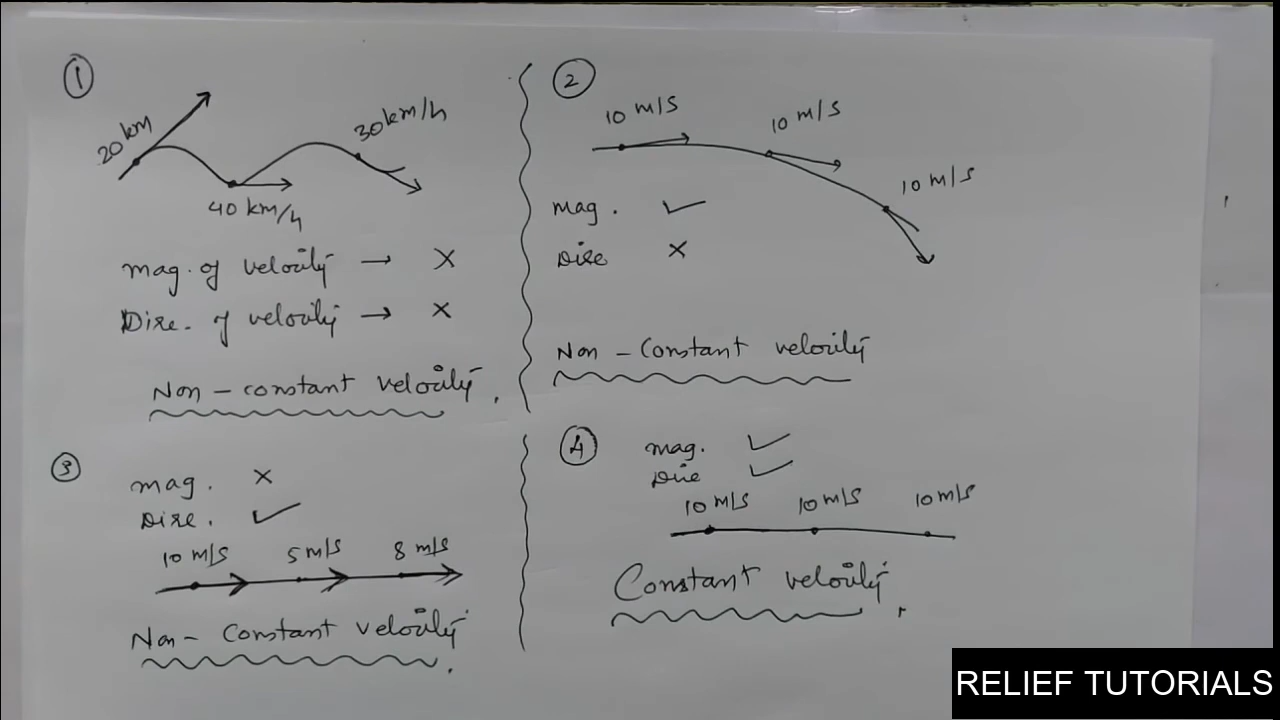 1
20 km
40 km/h
30 km/h
mag. of velocity → ×
Dire. of velocity → ×
Non - constant velocity.
2
10 m/s
10 m/s
10 m/s
mag. ✓
Dire ×
Non - Constant velocity
3
mag. ×
Dire. ✓
10 m/s 5 m/s 8 m/s
Non - Constant velocity.
4
mag. ✓
Dire ✓
10 m/s 10 m/s 10 m/s
Constant velocity.
RELIEF TUTORIALS